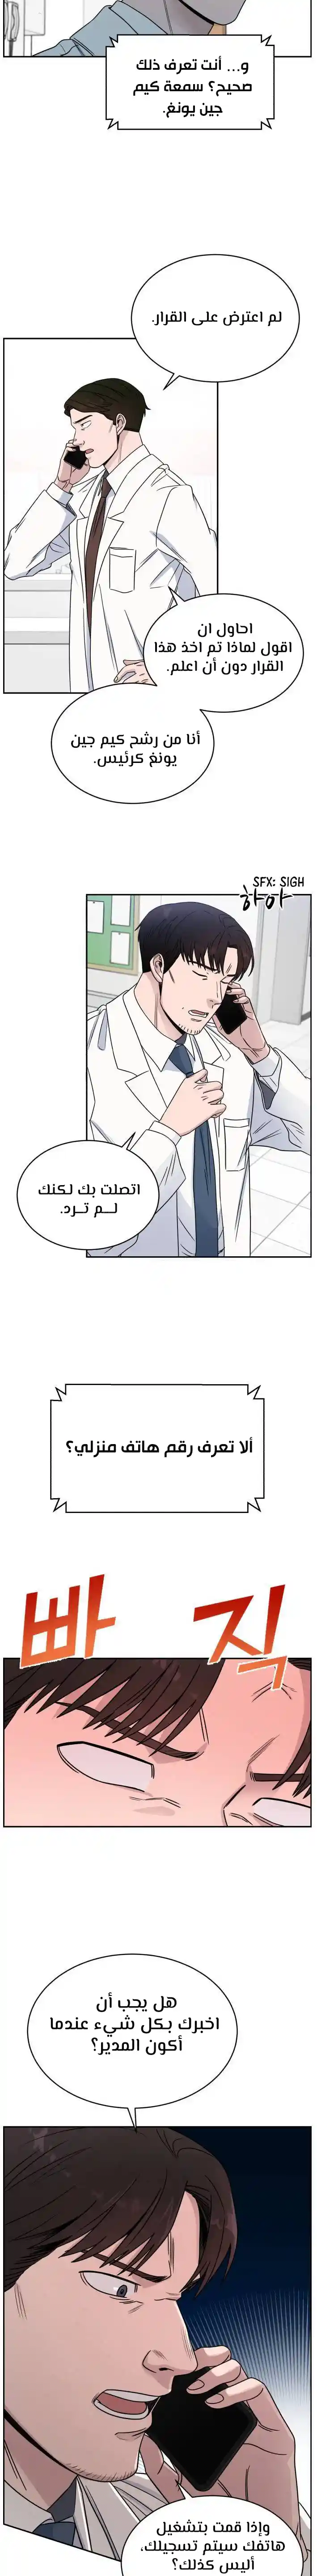 و... أنت تعرف ذلك
صحيح؟ سمعة كيم
جين يونغ.
لم اعترض على القرار.
احاول ان
اقول لماذا تم اخذ هذا
القرار دون أن اعلم.
أنا من رشح كيم جين
يونغ كرئيس.
SFX: SIGH
하아
اتصلت بك لكنك
لـــم تــرد.
ألا تعرف رقم هاتف منزلي؟
빠직
هل يجب أن
اخبرك بكل شيء عندما
أكون المدير؟
وإذا قمت بتشغيل
هاتفك سيتم تسجيلك،
أليس كذلك؟